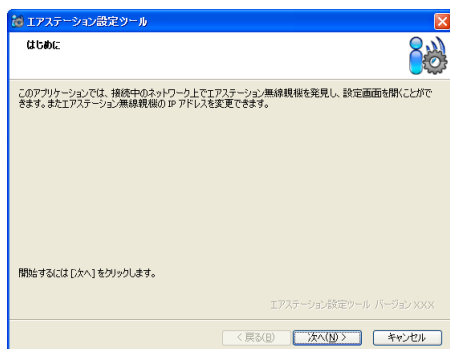 エアステーション設定ツール
はじめに
このアプリケーションでは、接続中のネットワーク上でエアステーション無線親機を発見し、設定画面を開くことがで
きます。またエアステーション無線親機の IP アドレスを変更できます。
開始するには [次へ] をクリックします。
エアステーション設定ツール バージョン XXX
< 戻る(B) 次へ(N) > キャンセル